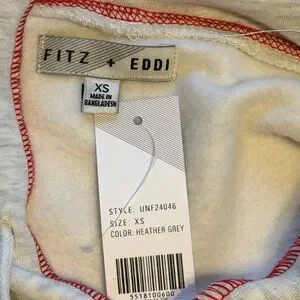 FITZ + EDDI
XS
MADE IN
BANGLADESH
STYLE: UNF24046
SIZE: XS
COLOR: HEATHER GREY
5518100600